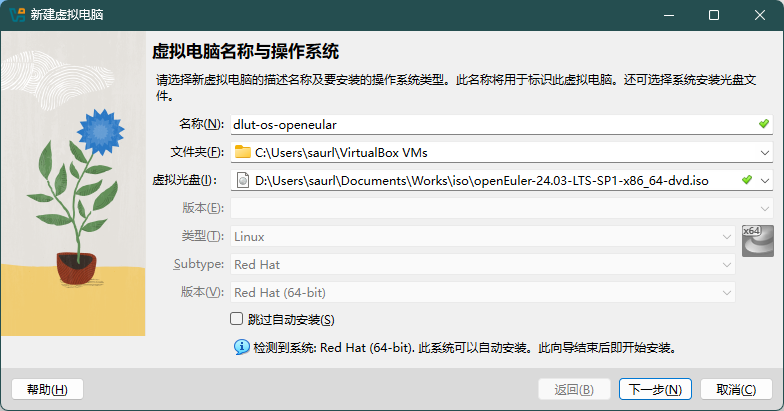 新建虚拟电脑
虚拟电脑名称与操作系统
请选择新虚拟电脑的描述名称及要安装的操作系统类型。此名称将用于标识此虚拟电脑。还可选择系统安装光盘文
件。
名称(N): dlut-os-openeular
文件夹(F): C:\Users\saurl\VirtualBox VMs
虚拟光盘(I): D:\Users\saurl\Documents\Works\iso\openEuler-24.03-LTS-SP1-x86_64-dvd.iso
版本(E):
类型(T): Linux x64
Subtype: Red Hat
版本(V): Red Hat (64-bit)
跳过自动安装(S)
检测到系统: Red Hat (64-bit). 此系统可以自动安装。此向导结束后即开始安装。
帮助(H) 返回(B) 下一步(N) 取消(C)